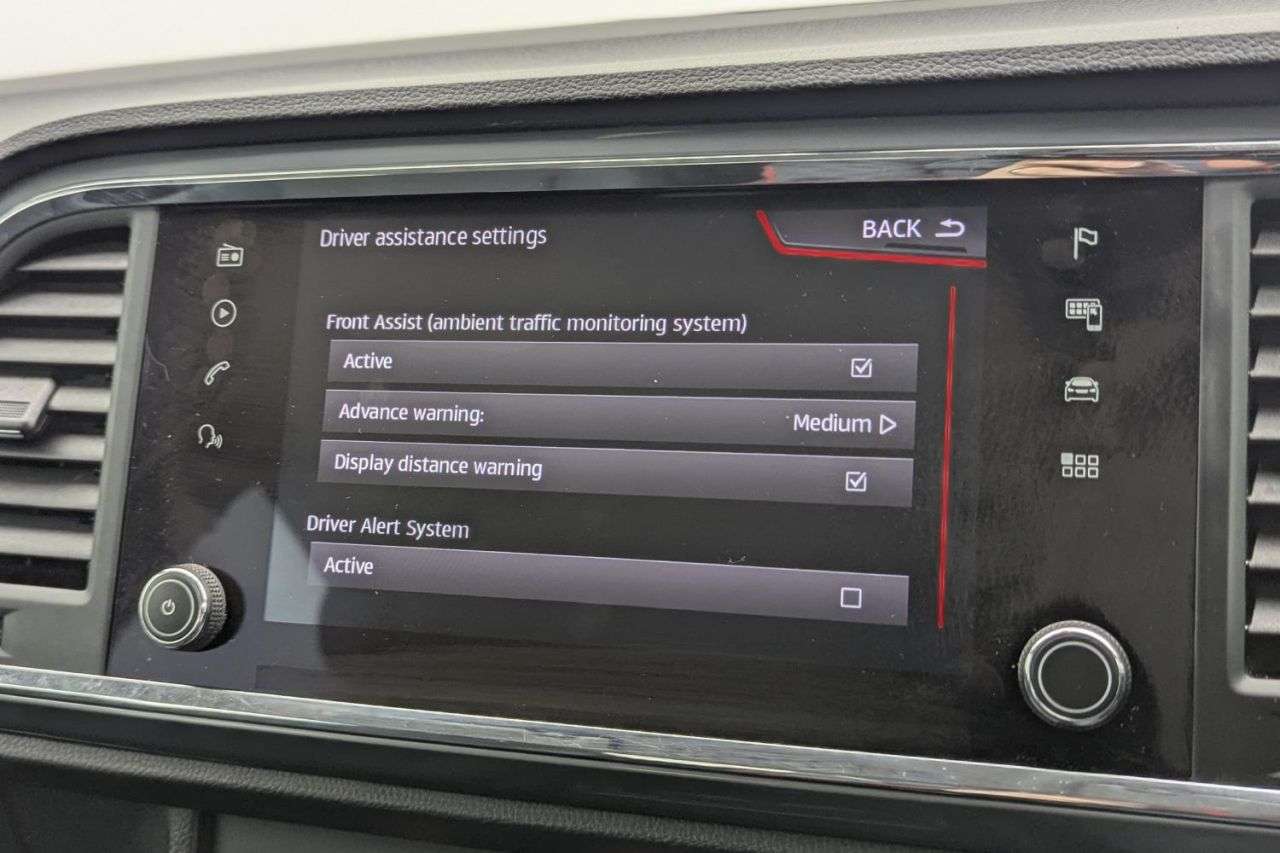 Driver assistance settings
BACK
Front Assist (ambient traffic monitoring system)
Active
Advance warning: Medium
Display distance warning
Driver Alert System
Active